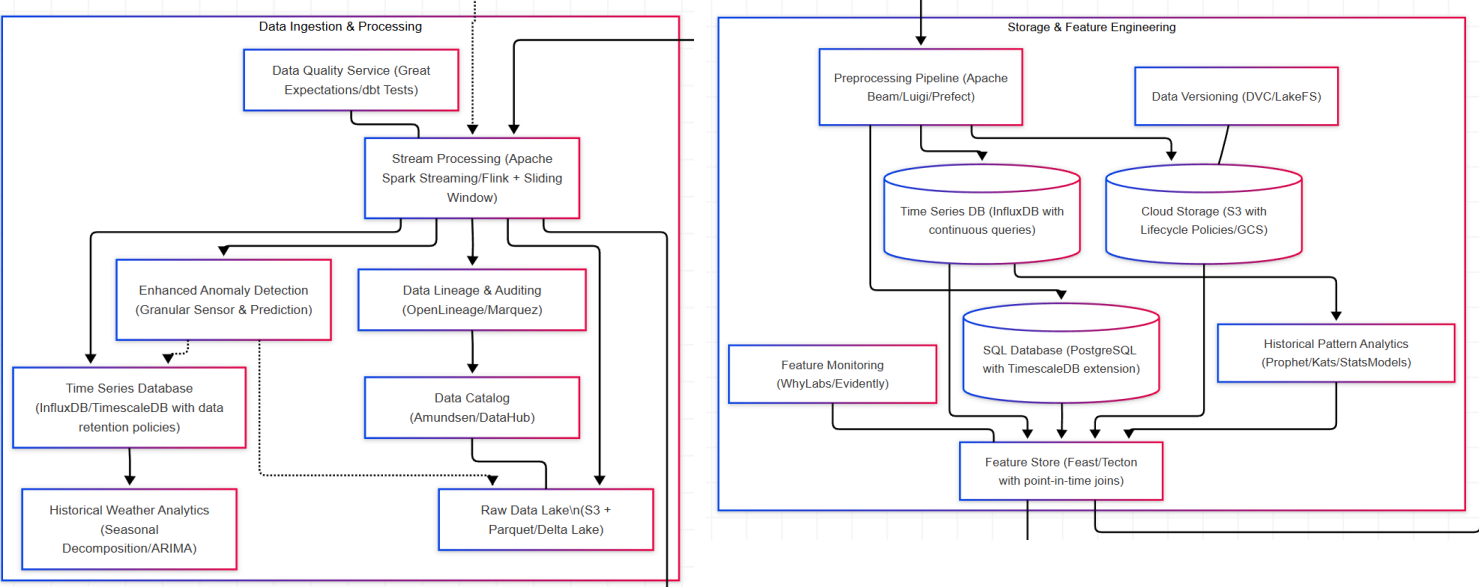 Data Ingestion & Processing
Data Quality Service (Great
Expectations/dbt Tests)
Stream Processing (Apache
Spark Streaming/Flink + Sliding
Window)
Enhanced Anomaly Detection
(Granular Sensor & Prediction)
Data Lineage & Auditing
(OpenLineage/Marquez)
Time Series Database
(InfluxDB/TimescaleDB with data
retention policies)
Data Catalog
(Amundsen/DataHub)
Historical Weather Analytics
(Seasonal
Decomposition/ARIMA)
Raw Data Lake\n(S3 +
Parquet/Delta Lake)
Storage & Feature Engineering
Preprocessing Pipeline (Apache
Beam/Luigi/Prefect)
Data Versioning (DVC/LakeFS)
Time Series DB (InfluxDB with
continuous queries)
Cloud Storage (S3 with
Lifecycle Policies/GCS)
SQL Database (PostgreSQL
with TimescaleDB extension)
Historical Pattern Analytics
(Prophet/Kats/StatsModels)
Feature Monitoring
(WhyLabs/Evidently)
Feature Store (Feast/Tecton
with point-in-time joins)